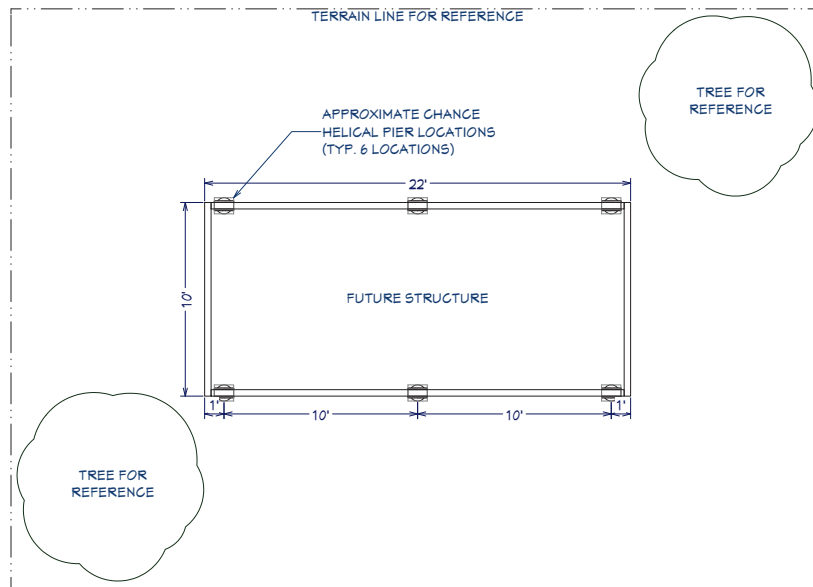 TERRAIN LINE FOR REFERENCE
TREE FOR
REFERENCE
APPROXIMATE CHANCE
HELICAL PIER LOCATIONS
(TYP. 6 LOCATIONS)
22'
10'
FUTURE STRUCTURE
1'
10'
10'
1'
TREE FOR
REFERENCE